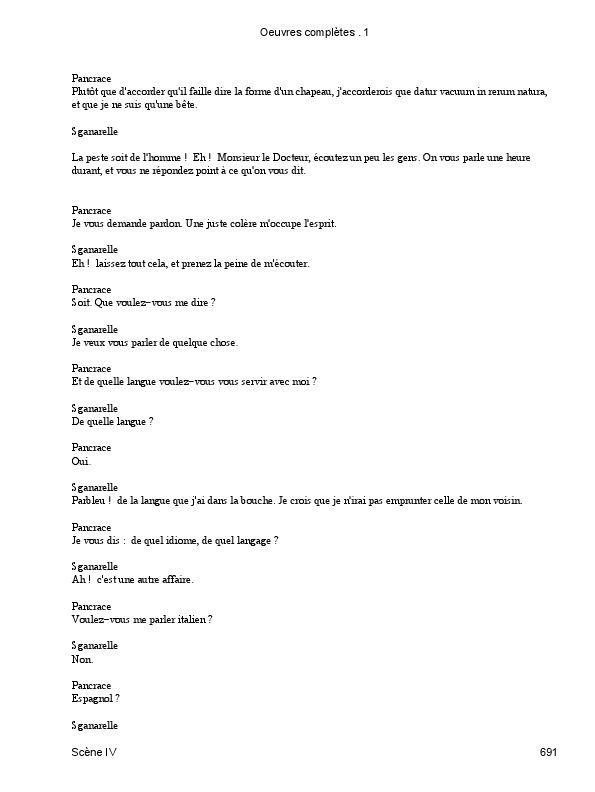 Oeuvres complètes . 1
Pancrace
Plutôt que d'accorder qu'il faille dire la forme d'un chapeau, j'accorderois que datur vacuum in rerum natura,
et que je ne suis qu'une bête.
Sganarelle
La peste soit de l'homme ! Eh ! Monsieur le Docteur, écoutez un peu les gens. On vous parle une heure
durant, et vous ne répondez point à ce qu'on vous dit.
Pancrace
Je vous demande pardon. Une juste colère m'occupe l'esprit.
Sganarelle
Eh ! laissez tout cela, et prenez la peine de m'écouter.
Pancrace
Soit. Que voulez-vous me dire ?
Sganarelle
Je veux vous parler de quelque chose.
Pancrace
Et de quelle langue voulez-vous vous servir avec moi ?
Sganarelle
De quelle langue ?
Pancrace
Oui.
Sganarelle
Parbleu ! de la langue que j'ai dans la bouche. Je crois que je n'irai pas emprunter celle de mon voisin.
Pancrace
Je vous dis : de quel idiome, de quel langage ?
Sganarelle
Ah ! c'est une autre affaire.
Pancrace
Voulez-vous me parler italien ?
Sganarelle
Non.
Pancrace
Espagnol ?
Sganarelle
Scène IV 691